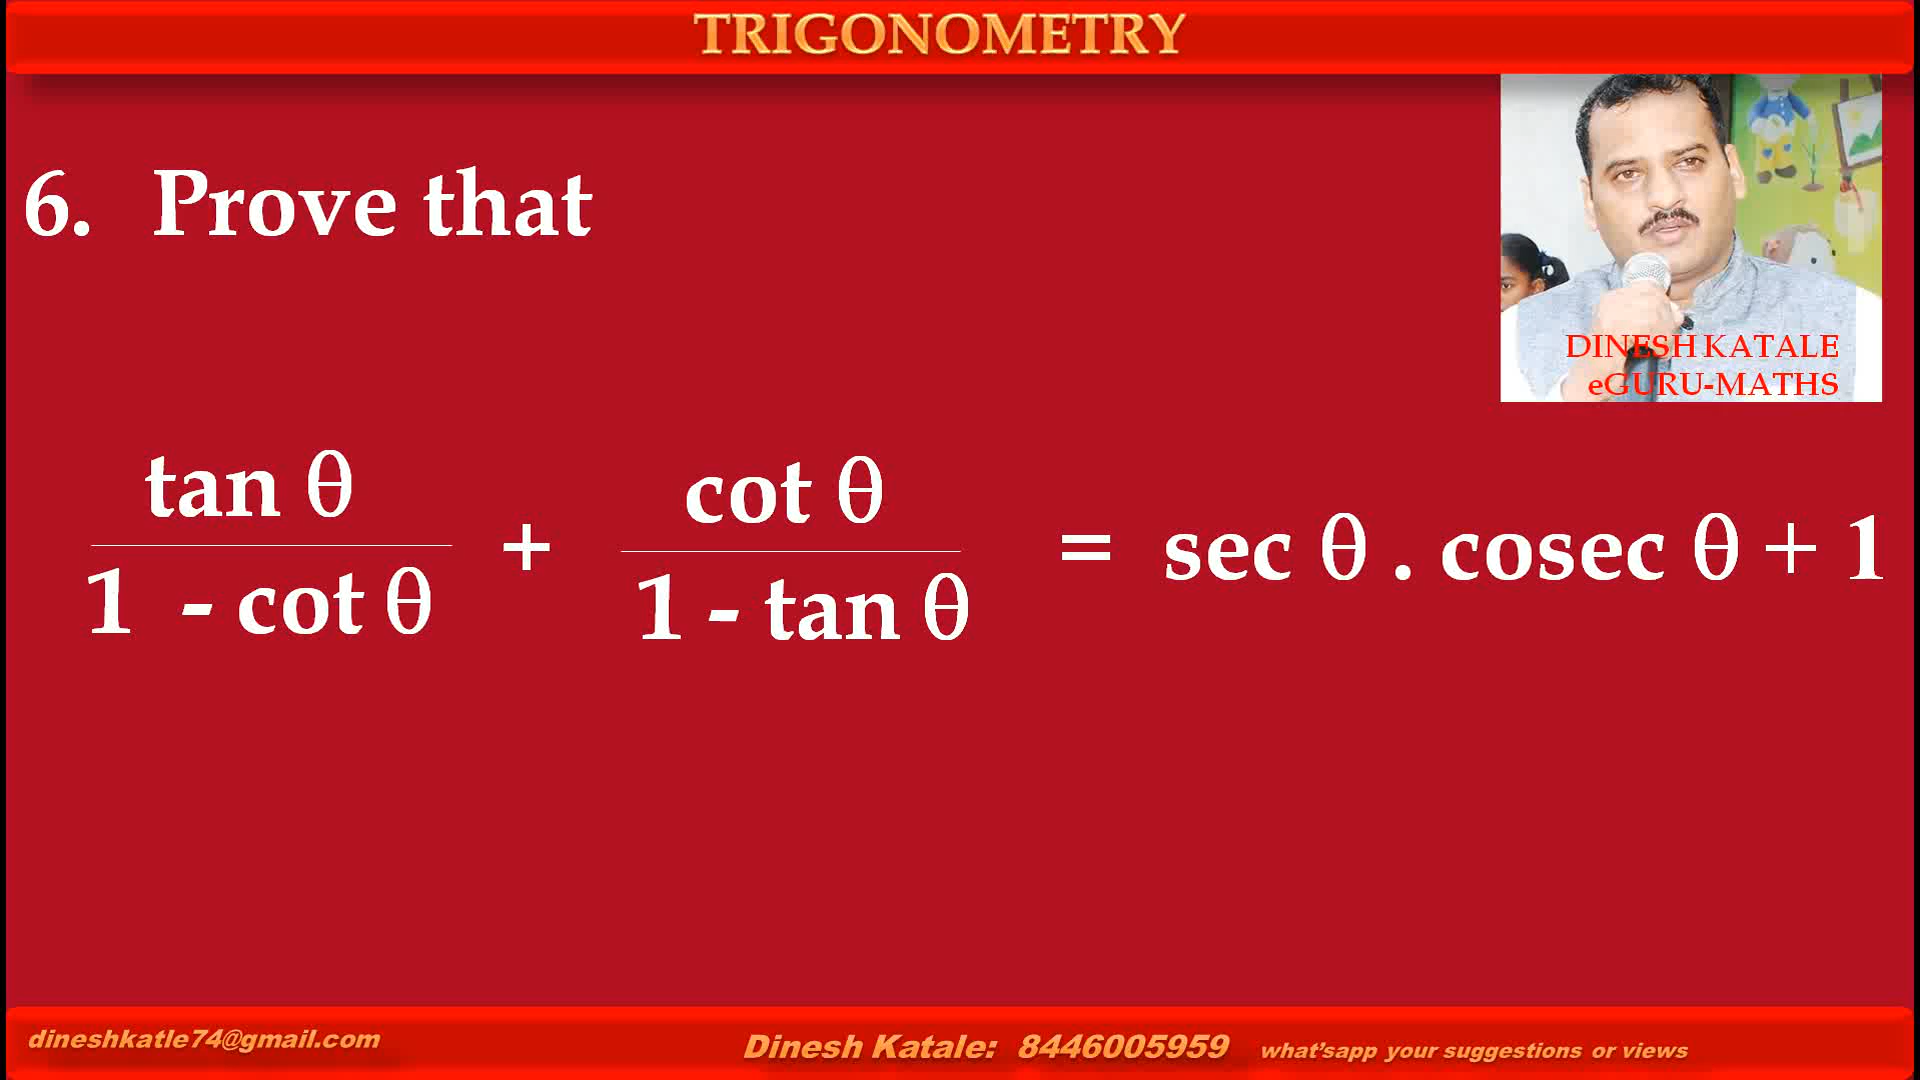 TRIGONOMETRY
6. Prove that
DINESH KATALE
eGURU-MATHS
tan θ
1 - cot θ
+
cot θ
1 - tan θ
= sec θ . cosec θ + 1
dineshkatle74@gmail.com
Dinesh Katale: 8446005959 what'sapp your suggestions or views